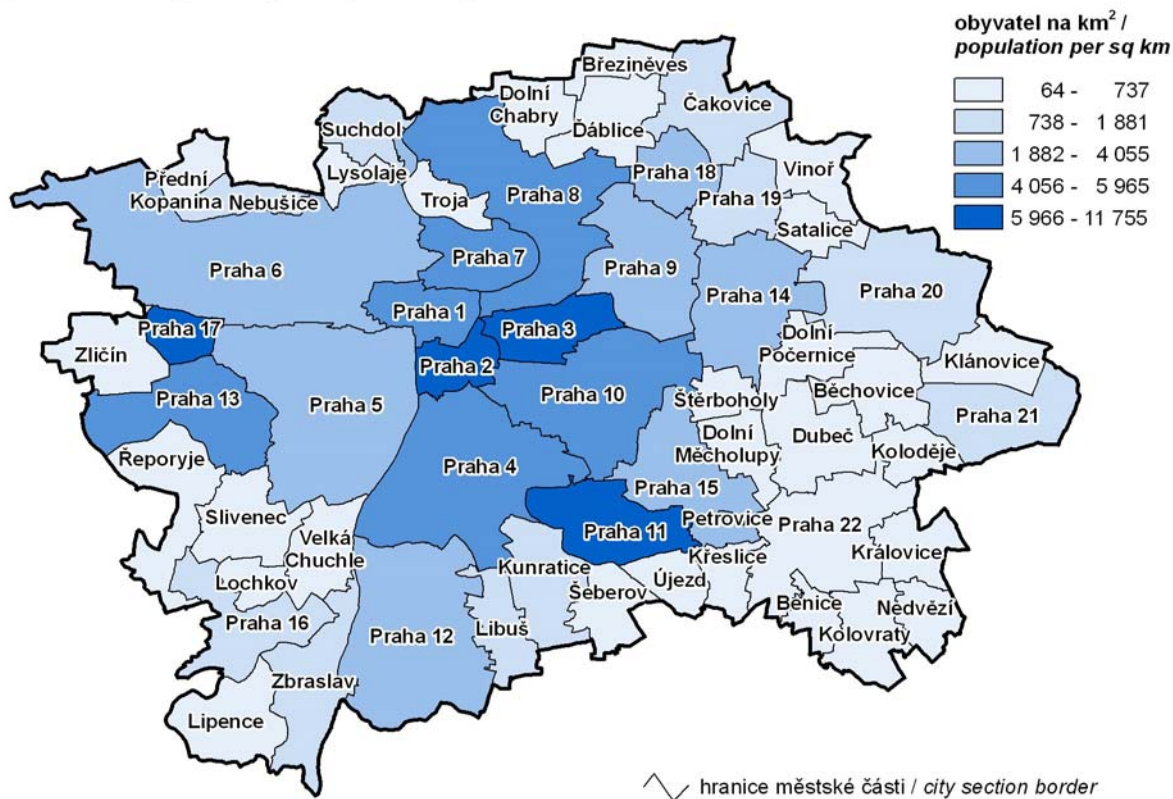 obyvatel na km² /
population per sq km
64 - 737
738 - 1 881
1 882 - 4 055
4 056 - 5 965
5 966 - 11 755
Březiněves
Dolní
Chabry
Čakovice
Ďáblice
Suchdol
Lysolaje
Přední
Kopanina
Nebušice
Troja
Praha 8
Praha 18
Vinoř
Praha 19
Satalice
Praha 7
Praha 6
Praha 9
Praha 14
Praha 20
Praha 1
Praha 17
Praha 3
Praha 2
Zličín
Dolní
Počernice
Klánovice
Praha 13
Praha 5
Praha 10
Štěrboholy
Běchovice
Praha 21
Dolní
Měcholupy
Dubeč
Koloděje
Řeporyje
Praha 4
Praha 15
Slivenec
Petrovice
Praha 22
Praha 11
Velká
Chuchle
Křeslice
Královice
Kunratice
Lochkov
Újezd
Šeberov
Benice
Nedvězí
Praha 16
Praha 12
Libuš
Kolovraty
Zbraslav
Lipence
hranice městské části / city section border